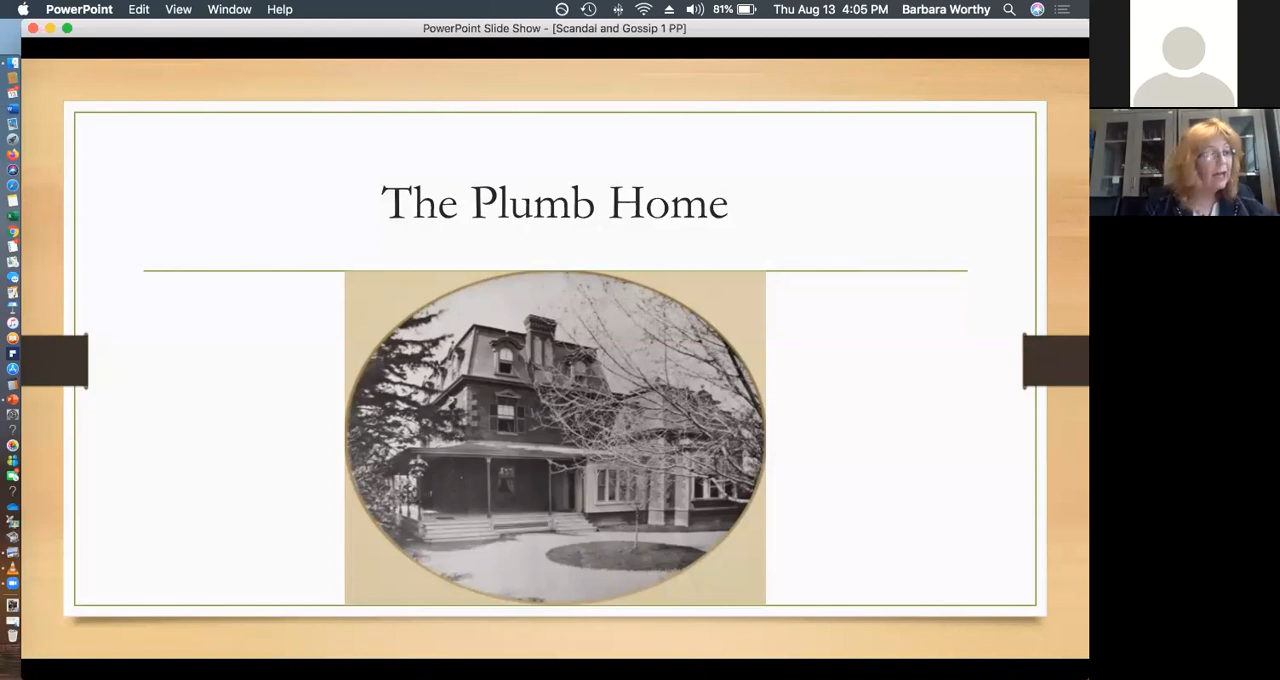 PowerPoint Edit View Window Help 81% Thu Aug 13 4:05 PM Barbara Worthy
PowerPoint Slide Show - [Scandal and Gossip 1 PP]
The Plumb Home